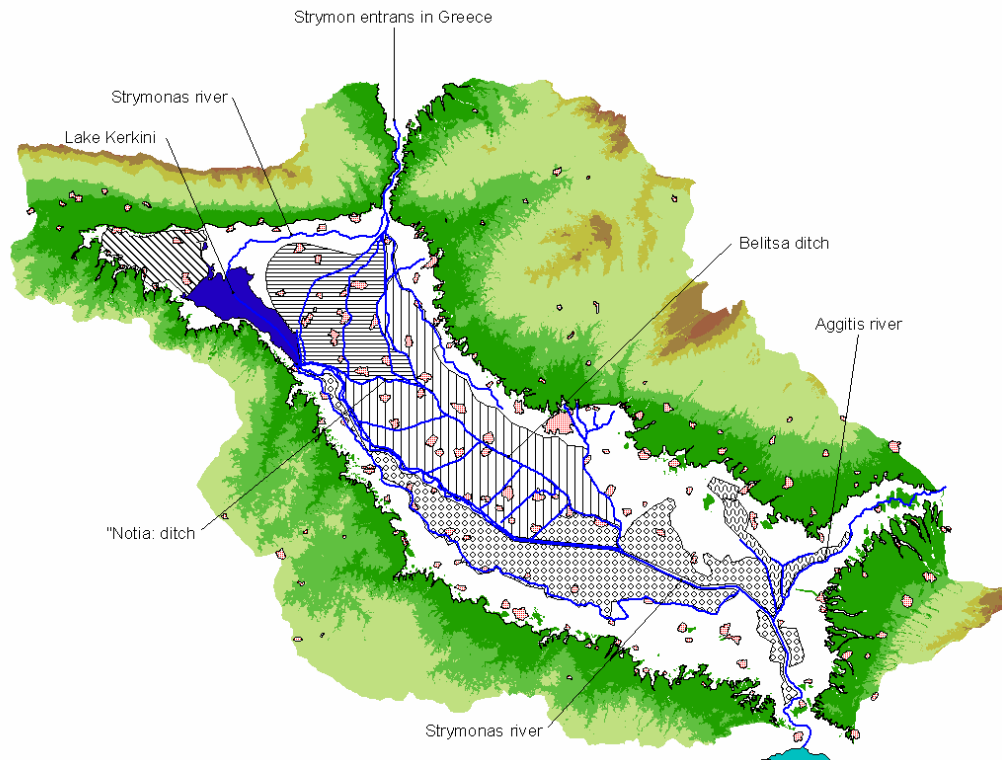 Strymon entrans in Greece
Strymonas river
Lake Kerkini
Belitsa ditch
Aggitis river
"Notia: ditch
Strymonas river